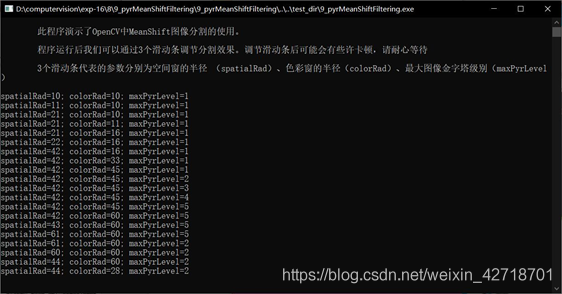 D:\computervision\exp-16\8\9_pyrMeanShiftFiltering\9_pyrMeanShiftFiltering\..\..\test_dir\9_pyrMeanShiftFiltering.exe
此程序演示了OpenCV中MeanShift图像分割的使用。
程序运行后我们可以通过3个滑动条调节分割效果。调节滑动条后可能会有些许卡顿，请耐心等待
3个滑动条代表的参数分别为空间窗的半径 （spatialRad）、色彩窗的半径（colorRad）、最大图像金字塔级别（maxPyrLevel
）
spatialRad=10; colorRad=10; maxPyrLevel=1
spatialRad=11; colorRad=10; maxPyrLevel=1
spatialRad=21; colorRad=10; maxPyrLevel=1
spatialRad=21; colorRad=11; maxPyrLevel=1
spatialRad=21; colorRad=16; maxPyrLevel=1
spatialRad=22; colorRad=16; maxPyrLevel=1
spatialRad=42; colorRad=16; maxPyrLevel=1
spatialRad=42; colorRad=33; maxPyrLevel=1
spatialRad=42; colorRad=45; maxPyrLevel=1
spatialRad=42; colorRad=45; maxPyrLevel=2
spatialRad=42; colorRad=45; maxPyrLevel=3
spatialRad=42; colorRad=45; maxPyrLevel=4
spatialRad=42; colorRad=45; maxPyrLevel=5
spatialRad=42; colorRad=60; maxPyrLevel=5
spatialRad=43; colorRad=60; maxPyrLevel=5
spatialRad=61; colorRad=60; maxPyrLevel=5
spatialRad=61; colorRad=60; maxPyrLevel=2
spatialRad=60; colorRad=60; maxPyrLevel=2
spatialRad=44; colorRad=60; maxPyrLevel=2
spatialRad=44; colorRad=28; maxPyrLevel=2
https://blog.csdn.net/weixin_42718701